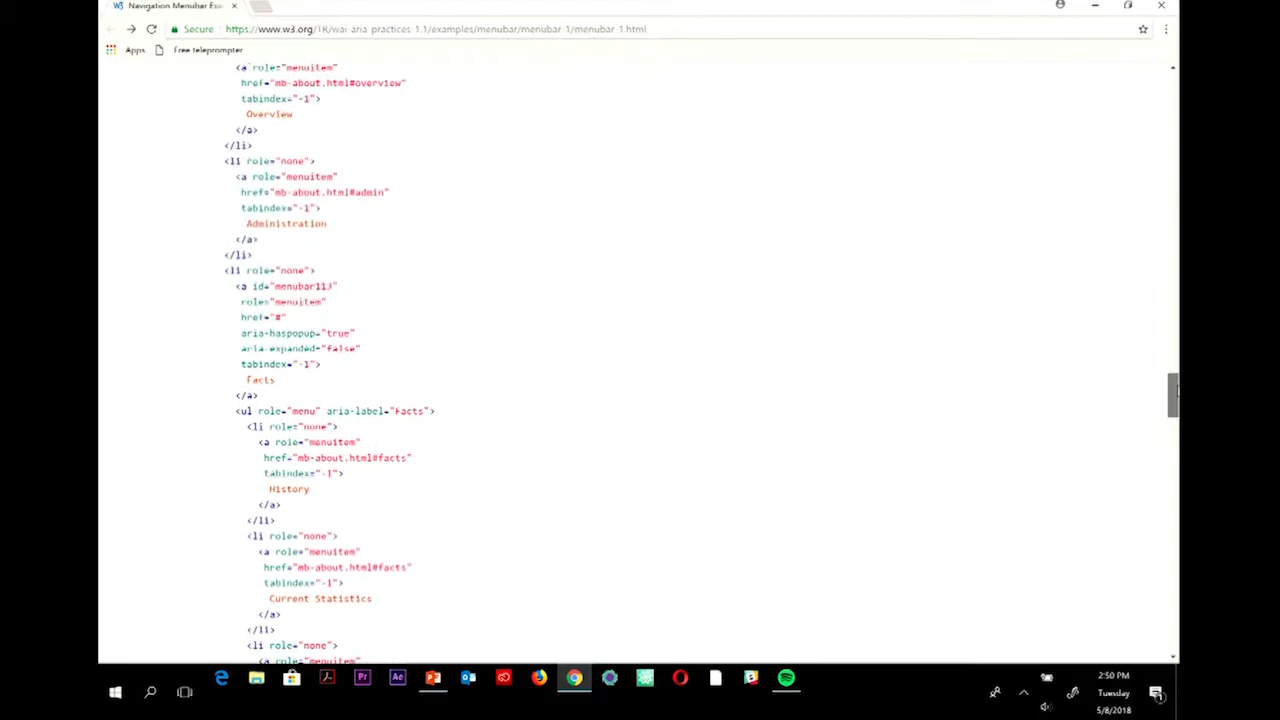 Navigation Menubar Exa
Secure https://www.w3.org/TR/wai-aria-practices-1.1/examples/menubar/menubar-1/menubar-1.html
Apps Free teleprompter
<a role="menuitem"
href="mb-about.html#overview"
tabindex="-1">
Overview
</a>
</li>
<li role="none">
<a role="menuitem"
href="mb-about.html#admin"
tabindex="-1">
Administration
</a>
</li>
<li role="none">
<a id="menubar113"
role="menuitem"
href="#"
aria-haspopup="true"
aria-expanded="false"
tabindex="-1">
Facts
</a>
<ul role="menu" aria-label="Facts">
<li role="none">
<a role="menuitem"
href="mb-about.html#facts"
tabindex="-1">
History
</a>
</li>
<li role="none">
<a role="menuitem"
href="mb-about.html#facts"
tabindex="-1">
Current Statistics
</a>
</li>
<li role="none">
<a role="menuitem"
2:50 PM
Tuesday
5/8/2018